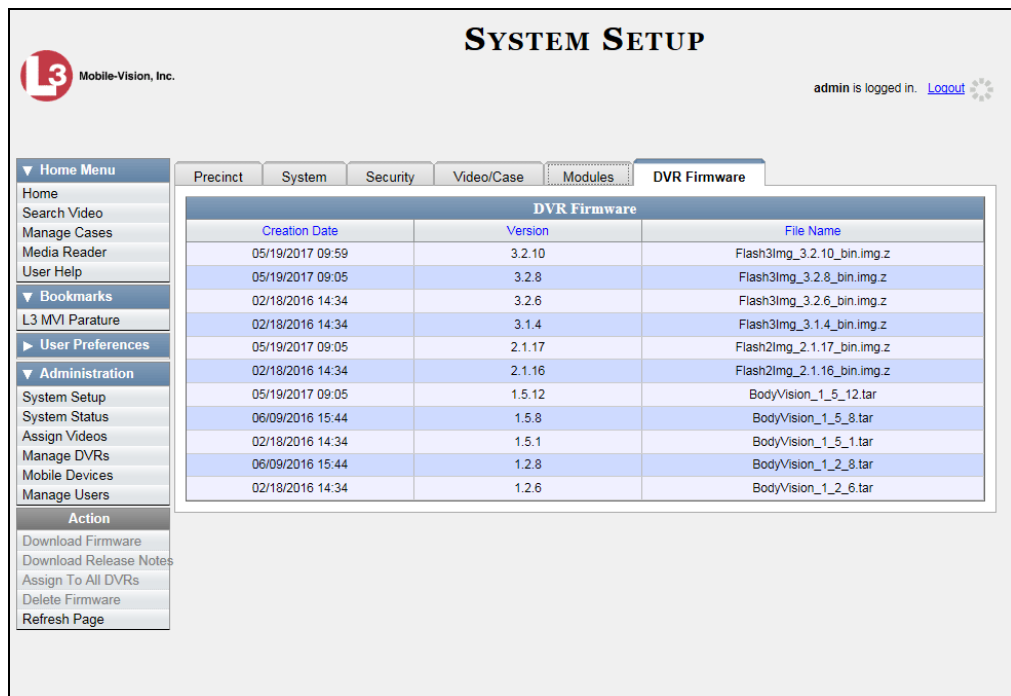 SYSTEM SETUP
L3 Mobile-Vision, Inc.
admin is logged in. Logout
Home Menu
Home
Search Video
Manage Cases
Media Reader
User Help
Bookmarks
L3 MVI Parature
User Preferences
Administration
System Setup
System Status
Assign Videos
Manage DVRs
Mobile Devices
Manage Users
Action
Download Firmware
Download Release Notes
Assign To All DVRs
Delete Firmware
Refresh Page
Precinct System Security Video/Case Modules DVR Firmware
DVR Firmware
Creation Date Version File Name
05/19/2017 09:59 3.2.10 Flash3Img_3.2.10_bin.img.z
05/19/2017 09:05 3.2.8 Flash3Img_3.2.8_bin.img.z
02/18/2016 14:34 3.2.6 Flash3Img_3.2.6_bin.img.z
02/18/2016 14:34 3.1.4 Flash3Img_3.1.4_bin.img.z
05/19/2017 09:05 2.1.17 Flash2Img_2.1.17_bin.img.z
02/18/2016 14:34 2.1.16 Flash2Img_2.1.16_bin.img.z
05/19/2017 09:05 1.5.12 BodyVision_1_5_12.tar
06/09/2016 15:44 1.5.8 BodyVision_1_5_8.tar
02/18/2016 14:34 1.5.1 BodyVision_1_5_1.tar
06/09/2016 15:44 1.2.8 BodyVision_1_2_8.tar
02/18/2016 14:34 1.2.6 BodyVision_1_2_6.tar